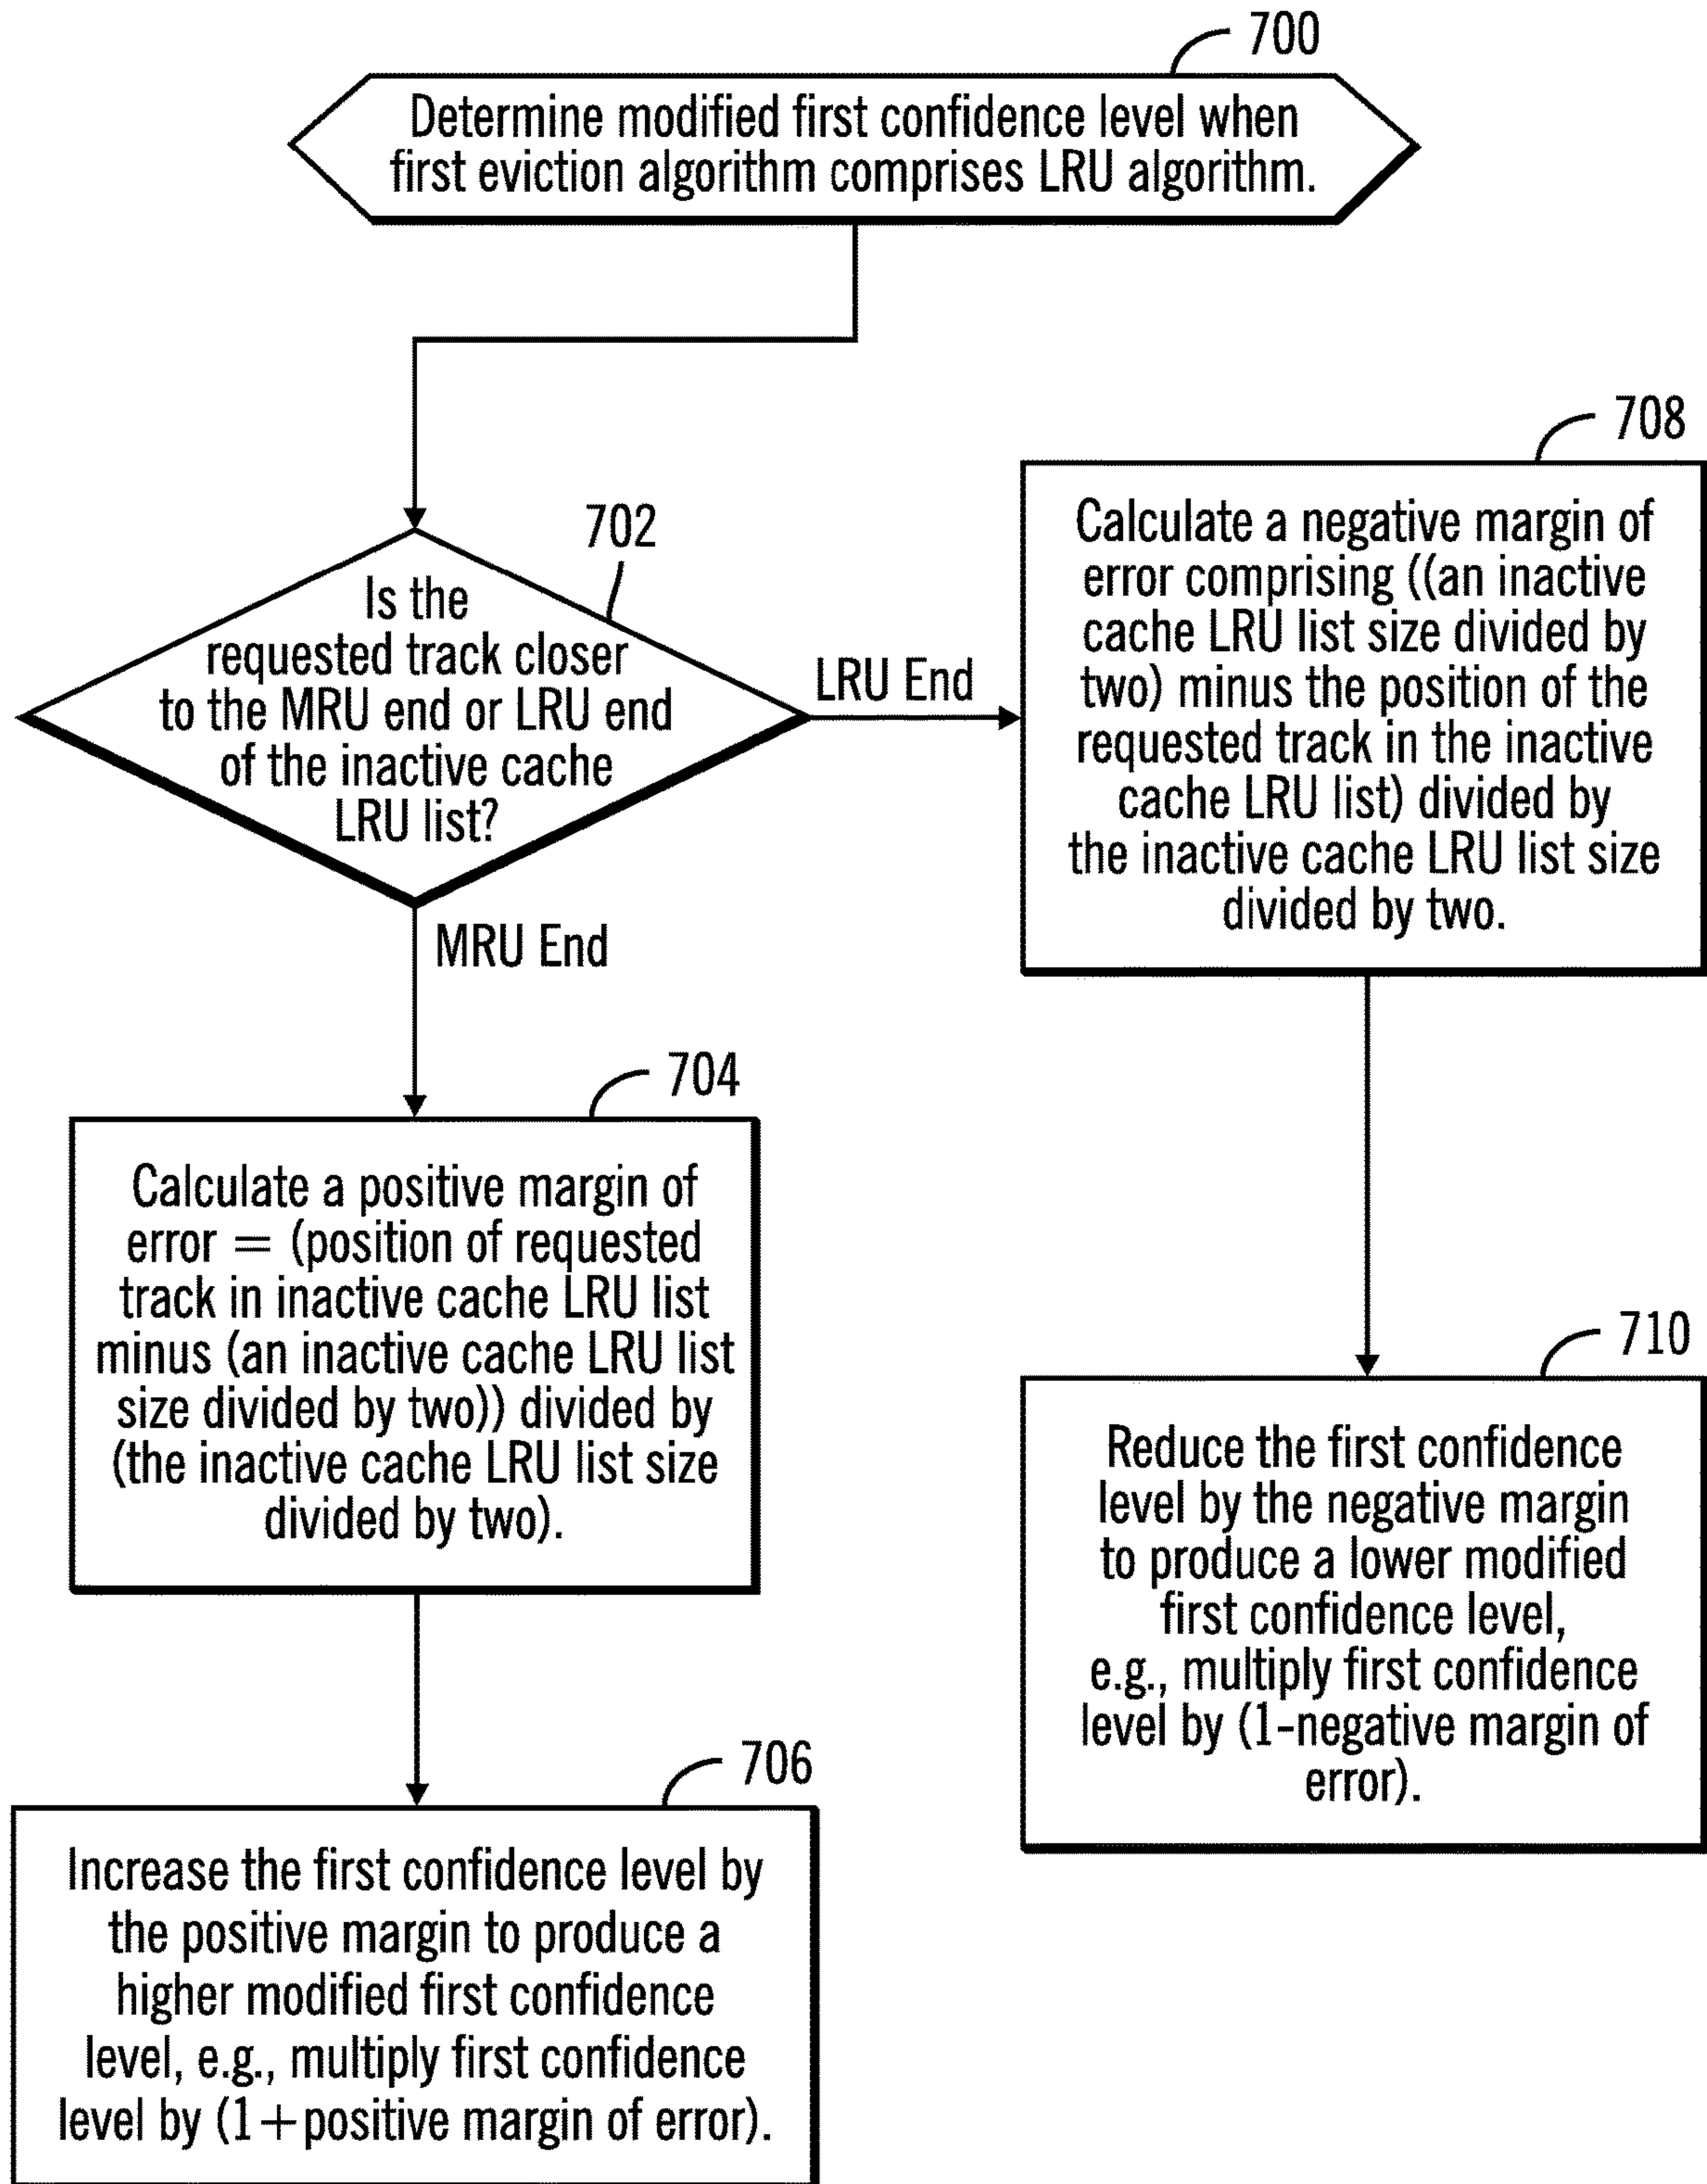 700
Determine modified first confidence level when
first eviction algorithm comprises LRU algorithm.
702
Is the
requested track closer
to the MRU end or LRU end
of the inactive cache
LRU list?
LRU End
MRU End
708
Calculate a negative margin of
error comprising ((an inactive
cache LRU list size divided by
two) minus the position of the
requested track in the inactive
cache LRU list) divided by
the inactive cache LRU list size
divided by two.
704
Calculate a positive margin of
error = (position of requested
track in inactive cache LRU list
minus (an inactive cache LRU list
size divided by two)) divided by
(the inactive cache LRU list size
divided by two).
710
Reduce the first confidence
level by the negative margin
to produce a lower modified
first confidence level,
e.g., multiply first confidence
level by (1-negative margin of
error).
706
Increase the first confidence level by
the positive margin to produce a
higher modified first confidence
level, e.g., multiply first confidence
level by (1+positive margin of error).